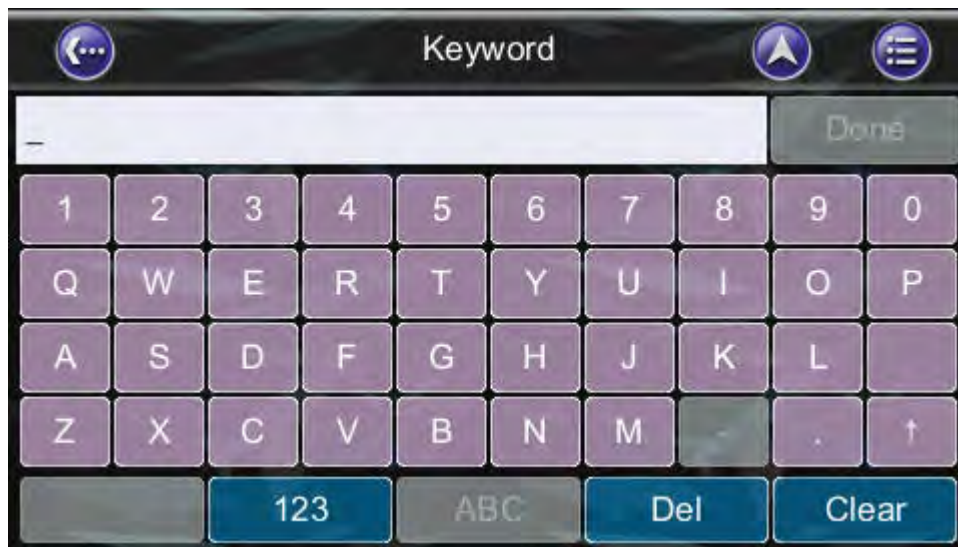 Keyword
_ Done
1 2 3 4 5 6 7 8 9 0
Q W E R T Y U I O P
A S D F G H J K L
Z X C V B N M - . ↑
123 ABC Del Clear